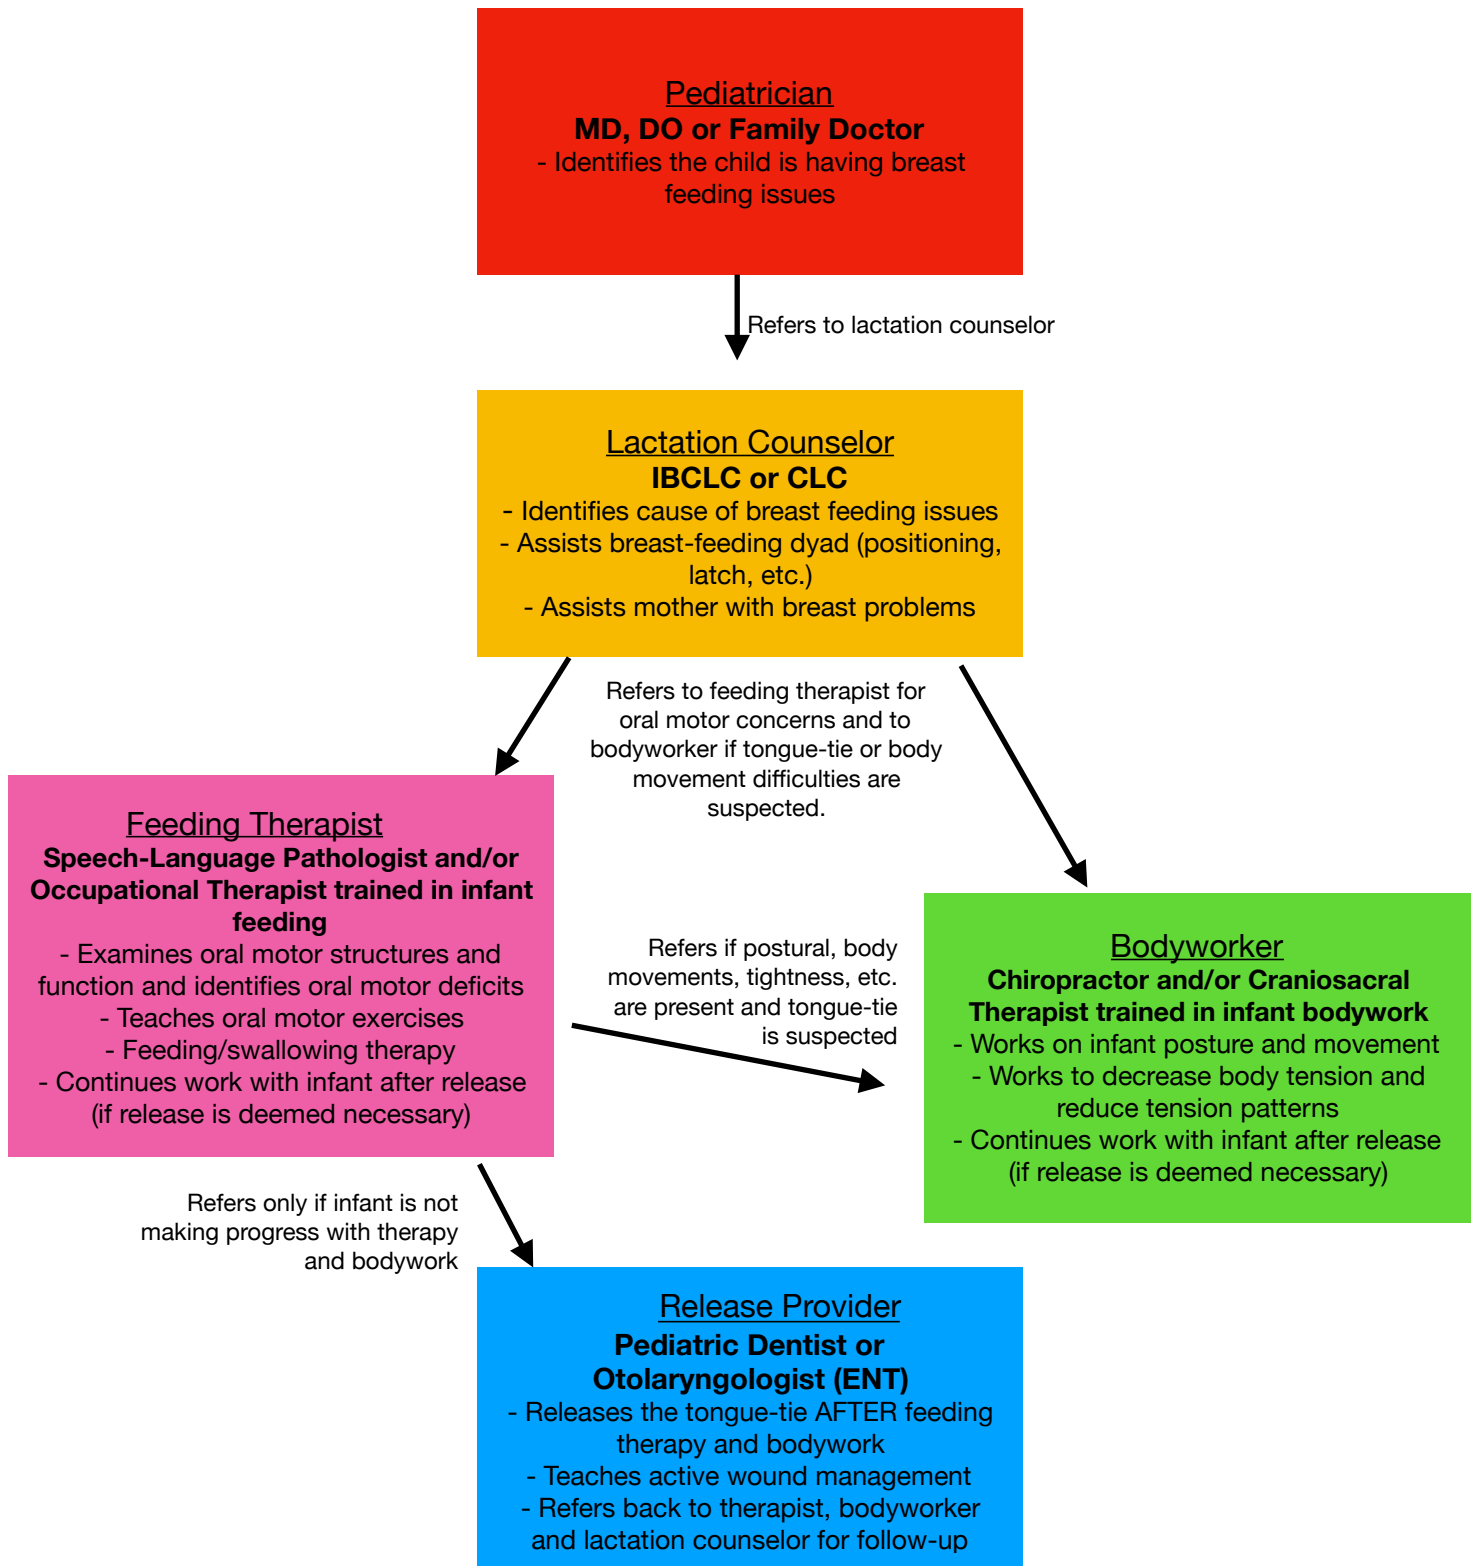 Pediatrician
MD, DO or Family Doctor
- Identifies the child is having breast
feeding issues
Refers to lactation counselor
Lactation Counselor
IBCLC or CLC
- Identifies cause of breast feeding issues
- Assists breast-feeding dyad (positioning,
latch, etc.)
- Assists mother with breast problems
Refers to feeding therapist for
oral motor concerns and to
bodyworker if tongue-tie or body
movement difficulties are
suspected.
Feeding Therapist
Speech-Language Pathologist and/or
Occupational Therapist trained in infant
feeding
- Examines oral motor structures and
function and identifies oral motor deficits
- Teaches oral motor exercises
- Feeding/swallowing therapy
- Continues work with infant after release
(if release is deemed necessary)
Refers if postural, body
movements, tightness, etc.
are present and tongue-tie
is suspected
Bodyworker
Chiropractor and/or Craniosacral
Therapist trained in infant bodywork
- Works on infant posture and movement
- Works to decrease body tension and
reduce tension patterns
- Continues work with infant after release
(if release is deemed necessary)
Refers only if infant is not
making progress with therapy
and bodywork
Release Provider
Pediatric Dentist or
Otolaryngologist (ENT)
- Releases the tongue-tie AFTER feeding
therapy and bodywork
- Teaches active wound management
- Refers back to therapist, bodyworker
and lactation counselor for follow-up